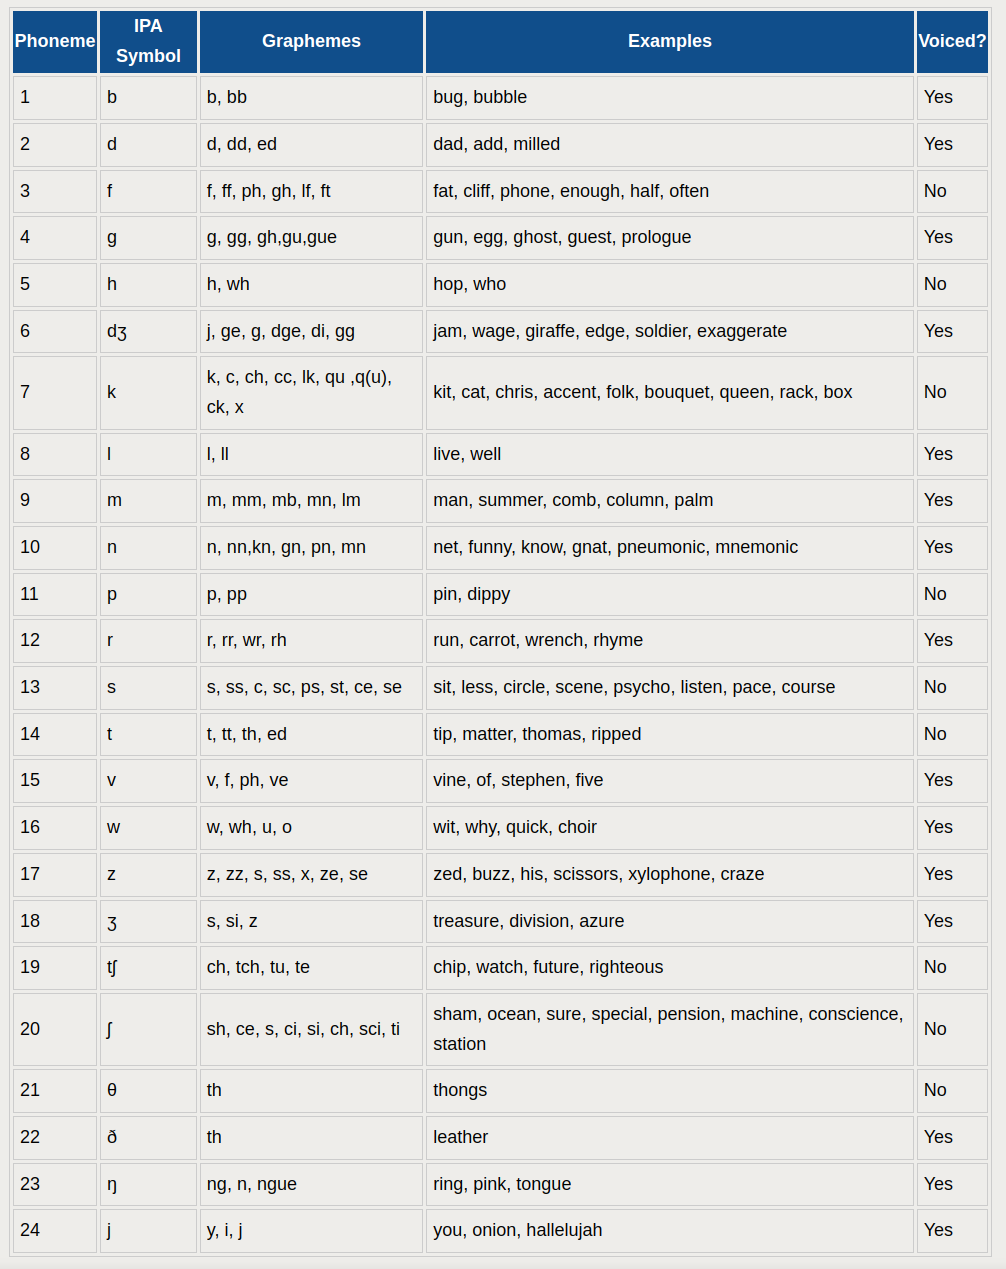 Phoneme IPA Symbol Graphemes Examples Voiced?
1 b b, bb bug, bubble Yes
2 d d, dd, ed dad, add, milled Yes
3 f f, ff, ph, gh, lf, ft fat, cliff, phone, enough, half, often No
4 g g, gg, gh,gu,gue gun, egg, ghost, guest, prologue Yes
5 h h, wh hop, who No
6 dʒ j, ge, g, dge, di, gg jam, wage, giraffe, edge, soldier, exaggerate Yes
7 k k, c, ch, cc, lk, qu ,q(u), ck, x kit, cat, chris, accent, folk, bouquet, queen, rack, box No
8 l l, ll live, well Yes
9 m m, mm, mb, mn, lm man, summer, comb, column, palm Yes
10 n n, nn,kn, gn, pn, mn net, funny, know, gnat, pneumonic, mnemonic Yes
11 p p, pp pin, dippy No
12 r r, rr, wr, rh run, carrot, wrench, rhyme Yes
13 s s, ss, c, sc, ps, st, ce, se sit, less, circle, scene, psycho, listen, pace, course No
14 t t, tt, th, ed tip, matter, thomas, ripped No
15 v v, f, ph, ve vine, of, stephen, five Yes
16 w w, wh, u, o wit, why, quick, choir Yes
17 z z, zz, s, ss, x, ze, se zed, buzz, his, scissors, xylophone, craze Yes
18 ʒ s, si, z treasure, division, azure Yes
19 tʃ ch, tch, tu, te chip, watch, future, righteous No
20 ʃ sh, ce, s, ci, si, ch, sci, ti sham, ocean, sure, special, pension, machine, conscience, station No
21 θ th thongs No
22 ð th leather Yes
23 ŋ ng, n, ngue ring, pink, tongue Yes
24 j y, i, j you, onion, hallelujah Yes